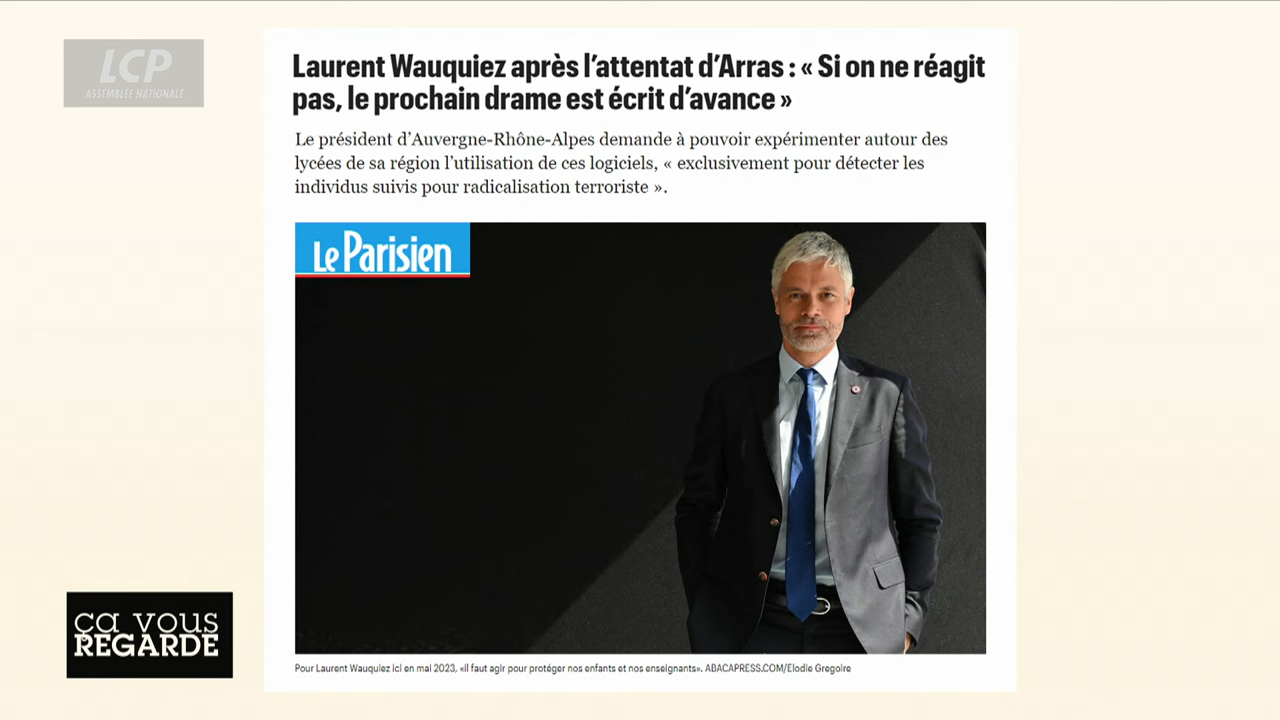 LCP
ASSEMBLÉE NATIONALE
Laurent Wauquiez après l'attentat d'Arras : « Si on ne réagit
pas, le prochain drame est écrit d'avance »
Le président d'Auvergne-Rhône-Alpes demande à pouvoir expérimenter autour des
lycées de sa région l'utilisation de ces logiciels, « exclusivement pour détecter les
individus suivis pour radicalisation terroriste ».
Le Parisien
ça vous
REGARDE
Pour Laurent Wauquiez ici en mai 2023, «il faut agir pour protéger nos enfants et nos enseignants». ABACAPRESS.COM/Elodie Gregoire